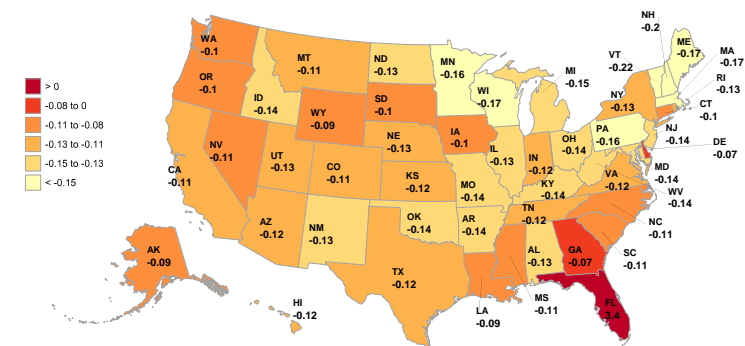 > 0
-0.08 to 0
-0.11 to -0.08
-0.13 to -0.11
-0.15 to -0.13
< -0.15
WA
-0.1
OR
-0.1
CA
-0.11
NV
-0.11
ID
-0.14
MT
-0.11
WY
-0.09
UT
-0.13
CO
-0.11
AZ
-0.12
NM
-0.13
ND
-0.13
SD
-0.1
NE
-0.13
KS
-0.12
OK
-0.14
TX
-0.12
MN
-0.16
IA
-0.1
MO
-0.14
AR
-0.14
LA
-0.09
WI
-0.17
IL
-0.13
MI
-0.15
IN
-0.12
OH
-0.14
KY
-0.14
TN
-0.12
MS
-0.11
AL
-0.13
GA
-0.07
FL
3.4
SC
-0.11
NC
-0.11
VA
-0.12
WV
-0.14
MD
-0.14
DE
-0.07
NJ
-0.14
PA
-0.16
NY
-0.13
CT
-0.1
RI
-0.13
MA
-0.17
VT
-0.22
NH
-0.2
ME
-0.17
AK
-0.09
HI
-0.12